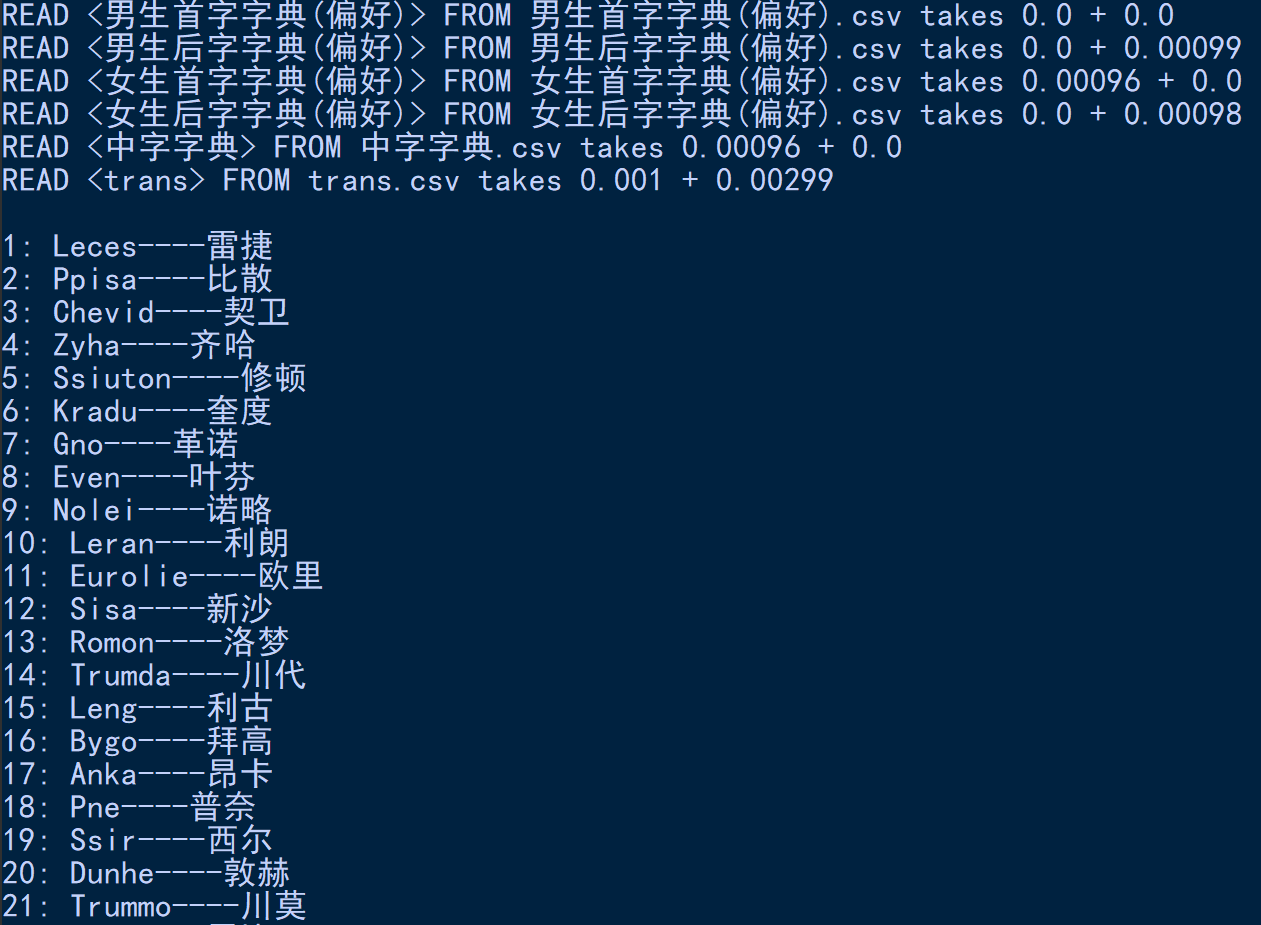 READ <男生首字字典(偏好)> FROM 男生首字字典(偏好).csv takes 0.0 + 0.0
READ <男生后字字典(偏好)> FROM 男生后字字典(偏好).csv takes 0.0 + 0.00099
READ <女生首字字典(偏好)> FROM 女生首字字典(偏好).csv takes 0.00096 + 0.0
READ <女生后字字典(偏好)> FROM 女生后字字典(偏好).csv takes 0.0 + 0.00098
READ <中字字典> FROM 中字字典.csv takes 0.00096 + 0.0
READ <trans> FROM trans.csv takes 0.001 + 0.00299
1: Leces----雷捷
2: Ppisa----比散
3: Chevid----契卫
4: Zyha----齐哈
5: Ssiuton----修顿
6: Kradu----奎度
7: Gno----革诺
8: Even----叶芬
9: Nolei----诺略
10: Leran----利朗
11: Eurolie----欧里
12: Sisa----新沙
13: Romon----洛梦
14: Trumda----川代
15: Leng----利古
16: Bygo----拜高
17: Anka----昂卡
18: Pne----普奈
19: Ssir----西尔
20: Dunhe----敦赫
21: Trummo----川莫